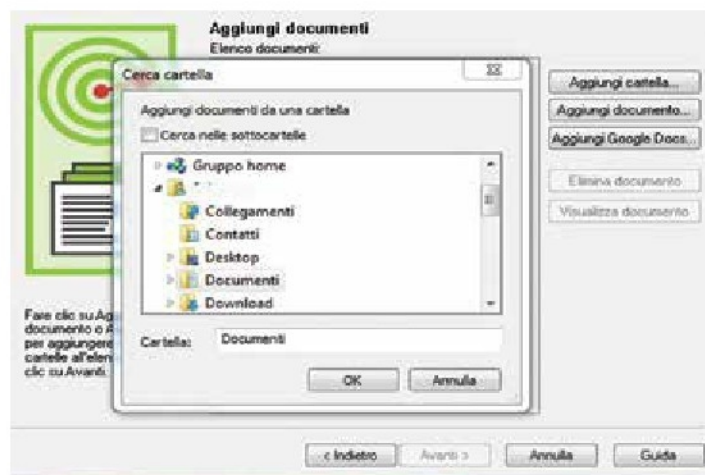 Aggiungi documenti
Elenco documenti:
Cerca cartella
Aggiungi documenti da una cartella
Cerca nelle sottocartelle
Gruppo home
Collegamenti
Contatti
Desktop
Documenti
Download
Cartella: Documenti
OK Annulla
Aggiungi cartella...
Aggiungi documento...
Aggiungi Google Docs...
Elimina documento
Visualizza documento
Fare clic su Ag
documento o A
per aggiungere
cartelle all'elen
clic su Avanti.
< Indietro Avanti > Annulla Guida